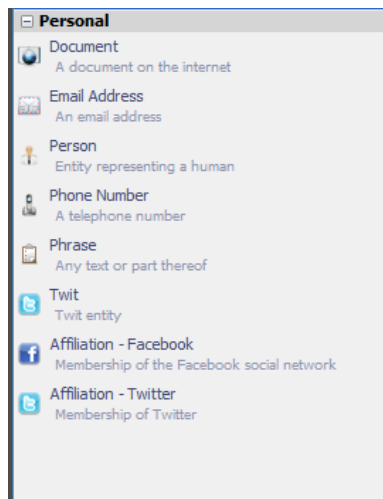 Personal
Document
A document on the internet
Email Address
An email address
Person
Entity representing a human
Phone Number
A telephone number
Phrase
Any text or part thereof
Twit
Twit entity
Affiliation - Facebook
Membership of the Facebook social network
Affiliation - Twitter
Membership of Twitter